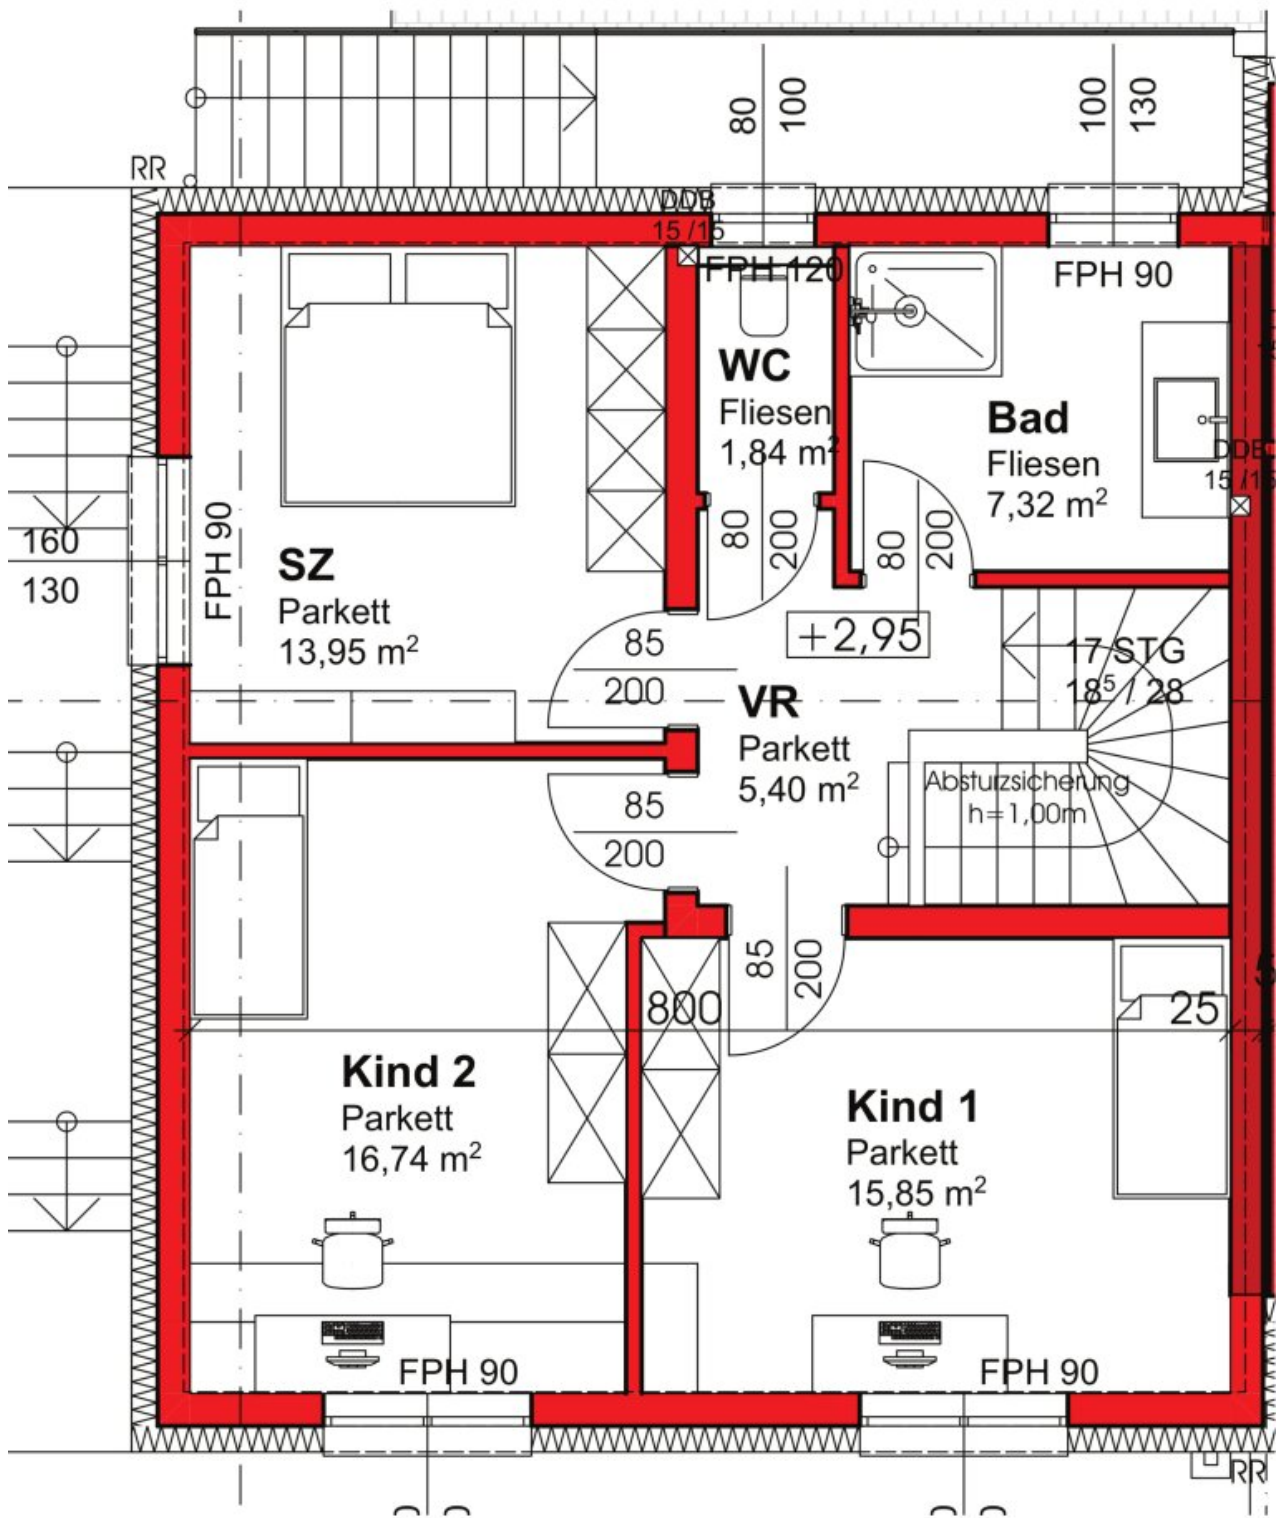 80
100
100
130
RR
DDB
15 /15
FPH 120
FPH 90
WC
Fliesen
1,84 m²
Bad
Fliesen
7,32 m²
DDB
15 /15
160
130
FPH 90
SZ
Parkett
13,95 m²
80
200
80
200
+2,95
85
200
17 STG
18⁵ / 28
VR
Parkett
5,40 m²
Absturzsicherung
h=1,00m
85
200
85
200
800
25
Kind 2
Parkett
16,74 m²
Kind 1
Parkett
15,85 m²
FPH 90
FPH 90
RR